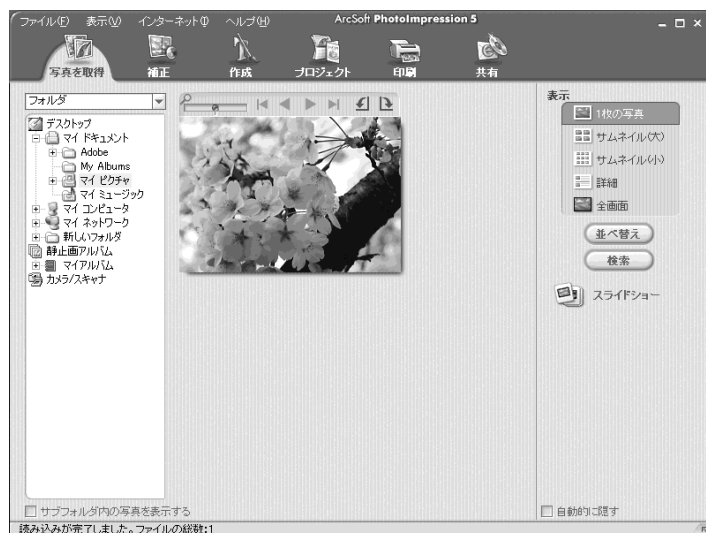 ファイル(F) 表示(V) インターネット(I) ヘルプ(H) ArcSoft PhotoImpression 5
写真を取得 補正 作成 プロジェクト 印刷 共有
フォルダ
デスクトップ
マイ ドキュメント
Adobe
My Albums
マイ ピクチャ
マイ ミュージック
マイ コンピュータ
マイ ネットワーク
新しいフォルダ
静止画アルバム
マイアルバム
カメラ/スキャナ
サブフォルダ内の写真を表示する
表示
1枚の写真
サムネイル(大)
サムネイル(小)
詳細
全画面
並べ替え
検索
スライドショー
自動的に隠す
読み込みが完了しました。ファイルの総数:1